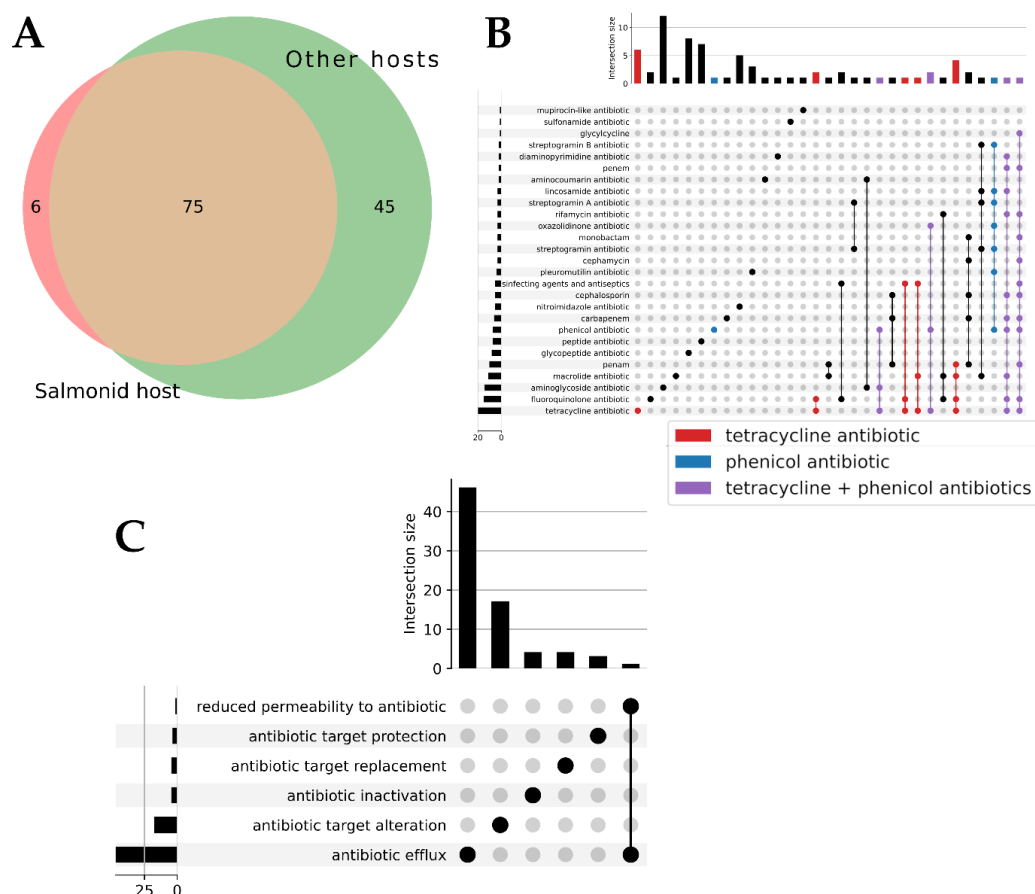 A
Other hosts
6
75
45
Salmonid host
B
Intersection size
10
5
0
mupirocin-like antibiotic
sulfonamide antibiotic
glycylcycline
streptogramin B antibiotic
diaminopyrimidine antibiotic
penem
aminocoumarin antibiotic
lincosamide antibiotic
streptogramin A antibiotic
rifamycin antibiotic
oxazolidinone antibiotic
monobactam
streptogramin antibiotic
cephamycin
pleuromutilin antibiotic
sinfecting agents and antiseptics
cephalosporin
nitroimidazole antibiotic
carbapenem
phenicol antibiotic
peptide antibiotic
glycopeptide antibiotic
penam
macrolide antibiotic
aminoglycoside antibiotic
fluoroquinolone antibiotic
tetracycline antibiotic
20 0
tetracycline antibiotic
phenicol antibiotic
tetracycline + phenicol antibiotics
C
Intersection size
40
30
20
10
0
reduced permeability to antibiotic
antibiotic target protection
antibiotic target replacement
antibiotic inactivation
antibiotic target alteration
antibiotic efflux
25 0